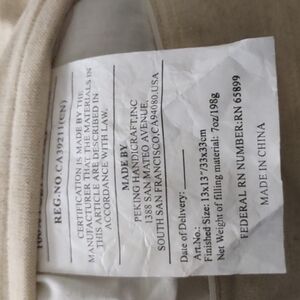 REG.NO.CA39211(CN)
CERTIFICATION IS MADE BY THE
MANUFACTURER THAT THE MATERIALS IN
THIS ARTICLE ARE DESCRIBED IN
ACCORDANCE WITH LAW.
MADE BY
PEKING HANDICRAFT,INC
1388 SAN MATEO AVENUE,
SOUTH SAN FRANCISCO,CA94080,USA
Date of Delivery:
Art.No.:
Finished Size: 13x13"/33x33cm
Net Weight of filling material: 7oz/198g
FEDERAL RN NUMBER:RN 65899
MADE IN CHINA